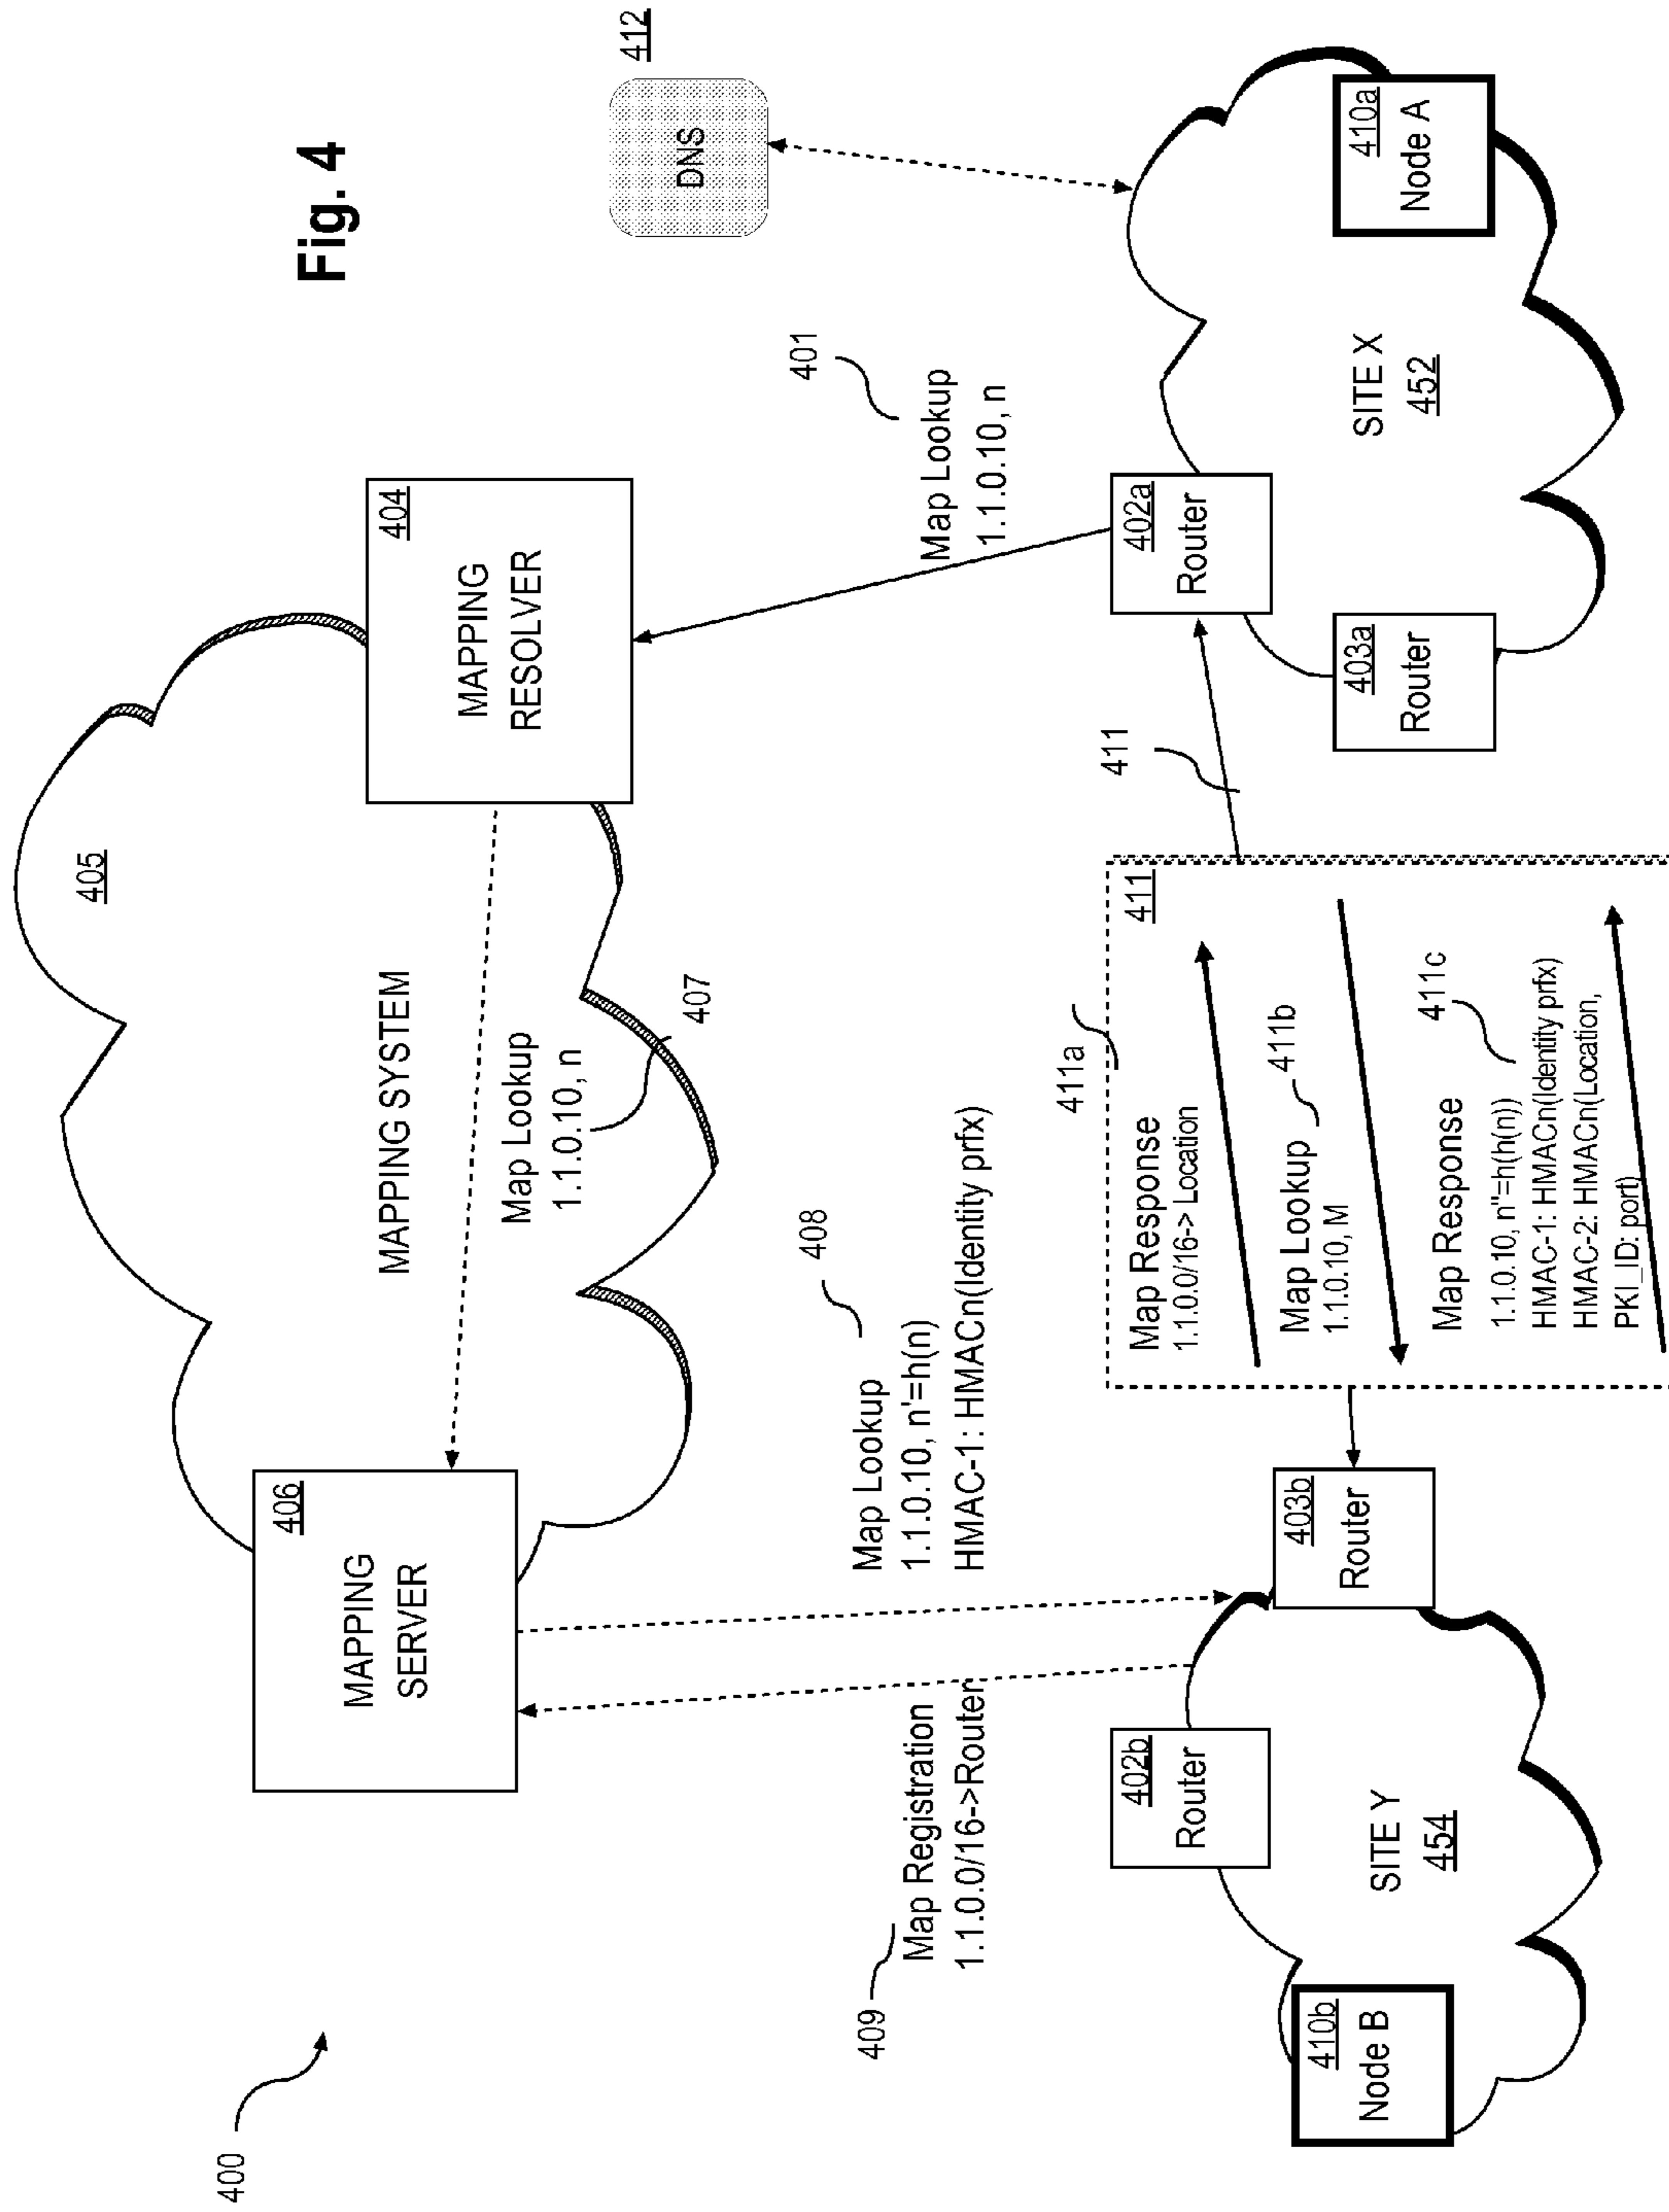 Fig. 4
400
405
MAPPING SYSTEM
406
MAPPING
SERVER
404
MAPPING
RESOLVER
Map Lookup
1.1.0.10, n
407
412
DNS
409
Map Registration
1.1.0.0/16->Router
408
Map Lookup
1.1.0.10, n'=h(n)
HMAC-1: HMACn(Identity prfx)
401
Map Lookup
1.1.0.10, n
402b
Router
403b
Router
SITE Y
454
410b
Node B
411a
411
411
Map Response
1.1.0.0/16-> Location
Map Lookup
411b
1.1.0.10, M
Map Response
411c
1.1.0.10, n"=h(h(n))
HMAC-1: HMACn(Identity prfx)
HMAC-2: HMACn(Location,
PKI_ID: port)
402a
Router
403a
Router
SITE X
452
410a
Node A